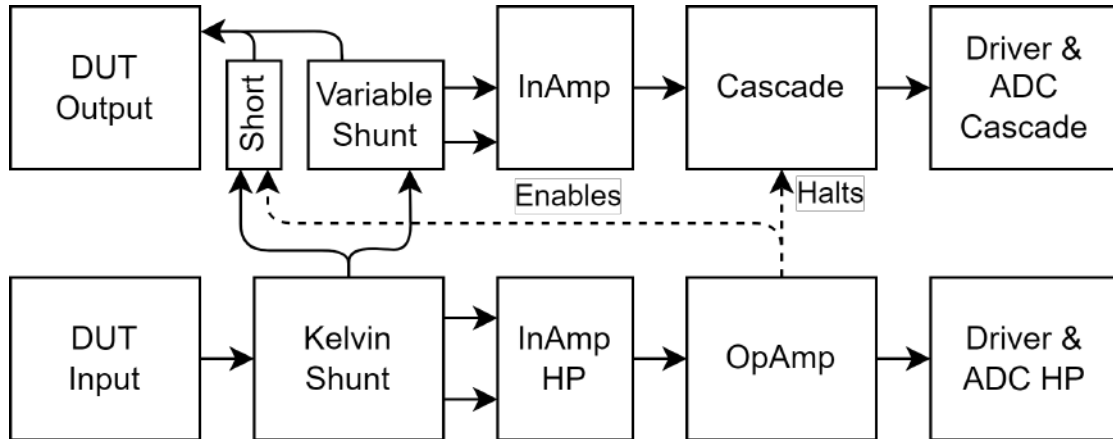 DUT
Output
Short
Variable
Shunt
InAmp
Cascade
Driver &
ADC
Cascade
Enables
Halts
DUT
Input
Kelvin
Shunt
InAmp
HP
OpAmp
Driver &
ADC HP